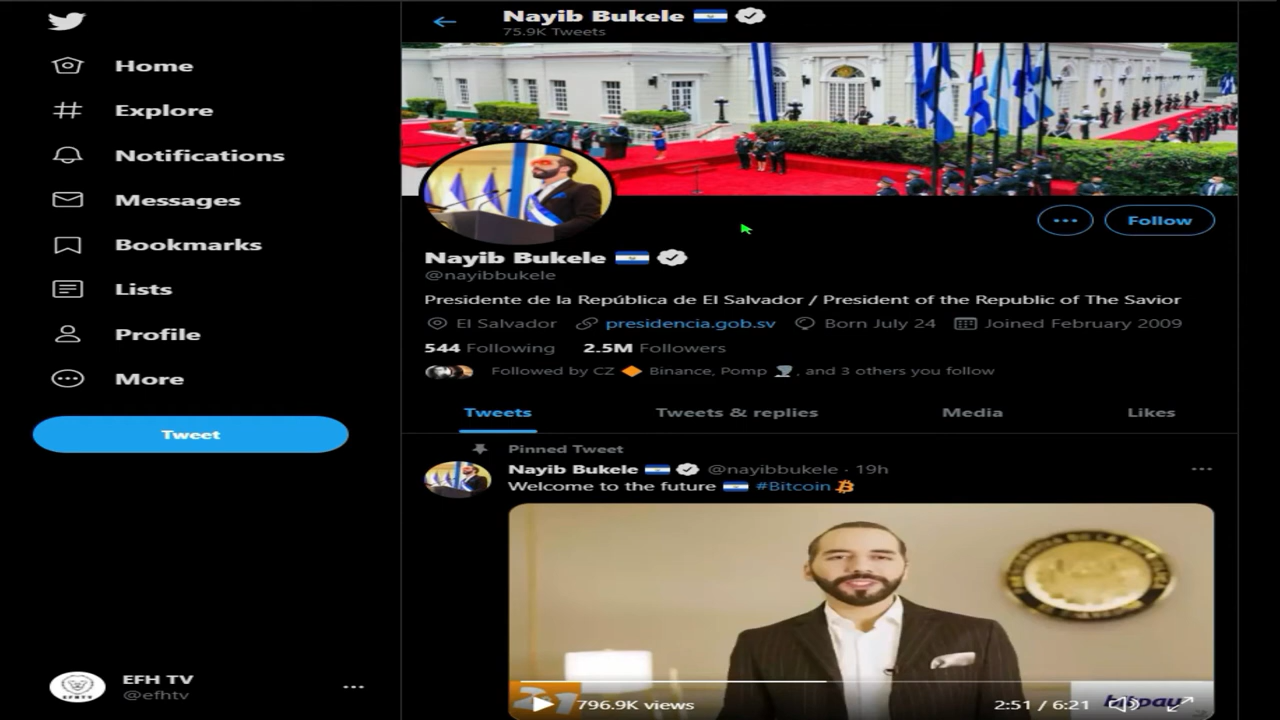 Nayib Bukele
75.9K Tweets
Home
Explore
Notifications
Messages
Bookmarks
Lists
Profile
More
Tweet
EFH TV
@efhtv
Follow
Nayib Bukele
@nayibbukele
Presidente de la República de El Salvador / President of the Republic of The Savior
El Salvador presidencia.gob.sv Born July 24 Joined February 2009
544 Following 2.5M Followers
Followed by CZ Binance, Pomp, and 3 others you follow
Tweets Tweets & replies Media Likes
Pinned Tweet
Nayib Bukele @nayibbukele · 19h
Welcome to the future #Bitcoin
796.9K views 2:51 / 6:21